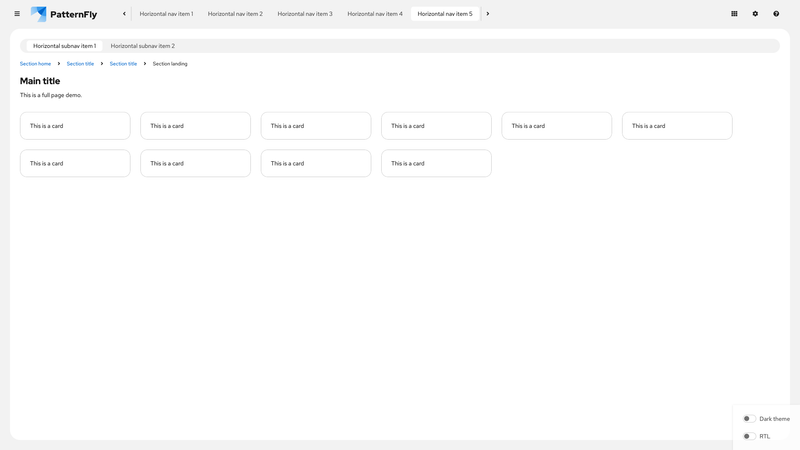 PatternFly
Horizontal nav item 1 Horizontal nav item 2 Horizontal nav item 3 Horizontal nav item 4 Horizontal nav item 5
Horizontal subnav item 1 Horizontal subnav item 2
Section home Section title Section title Section landing
Main title
This is a full page demo.
This is a card This is a card This is a card This is a card This is a card This is a card
This is a card This is a card This is a card This is a card
Dark theme
RTL